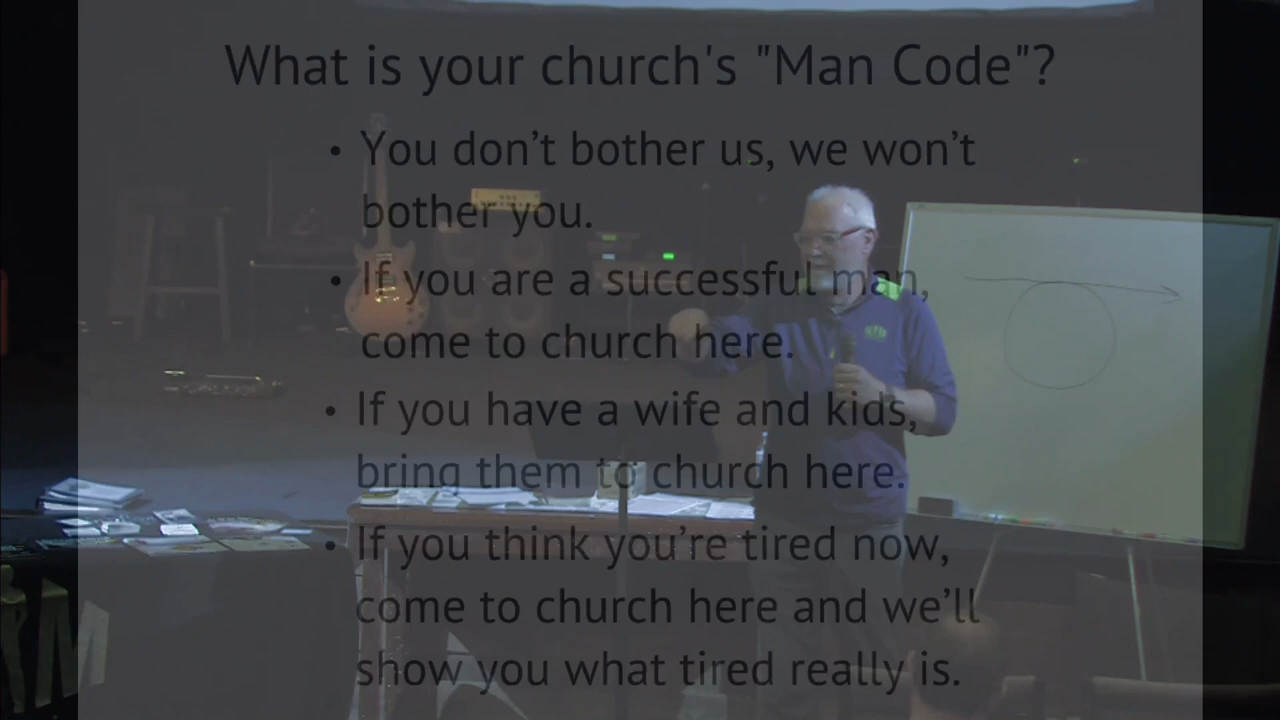 What is your church's "Man Code"?
• You don’t bother us, we won’t
bother you.
• If you are a successful man,
come to church here.
• If you have a wife and kids,
bring them to church here.
• If you think you’re tired now,
come to church here and we’ll
show you what tired really is.